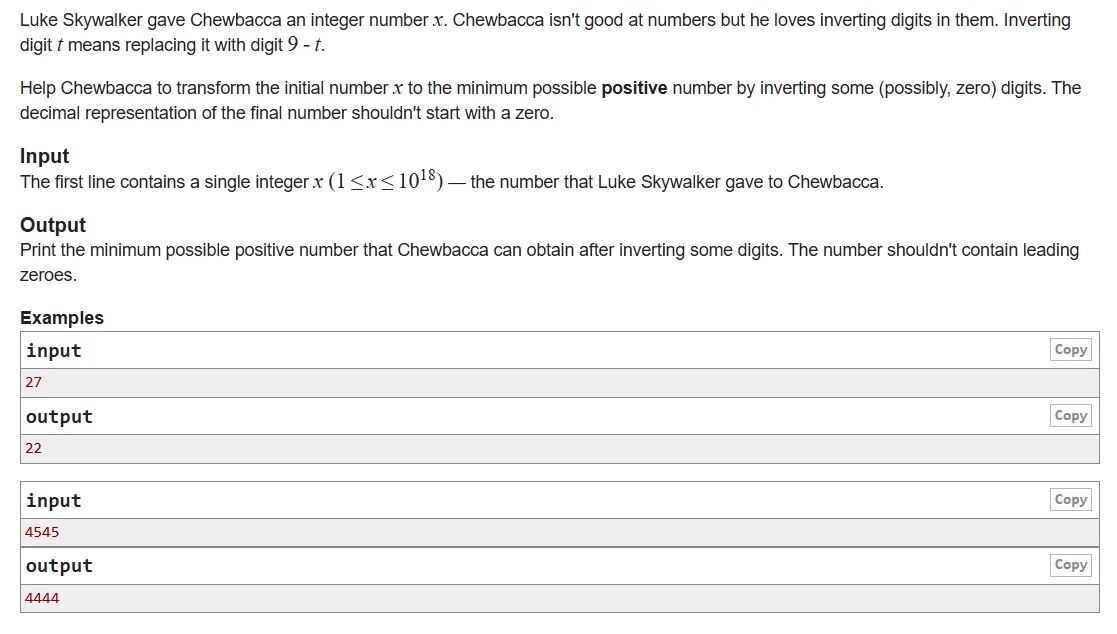 Luke Skywalker gave Chewbacca an integer number x. Chewbacca isn't good at numbers but he loves inverting digits in them. Inverting
digit t means replacing it with digit 9 - t.
Help Chewbacca to transform the initial number x to the minimum possible positive number by inverting some (possibly, zero) digits. The
decimal representation of the final number shouldn't start with a zero.
Input
The first line contains a single integer x (1 ≤ x ≤ 10^18) — the number that Luke Skywalker gave to Chewbacca.
Output
Print the minimum possible positive number that Chewbacca can obtain after inverting some digits. The number shouldn't contain leading
zeroes.
Examples
input Copy
27
output Copy
22
input Copy
4545
output Copy
4444